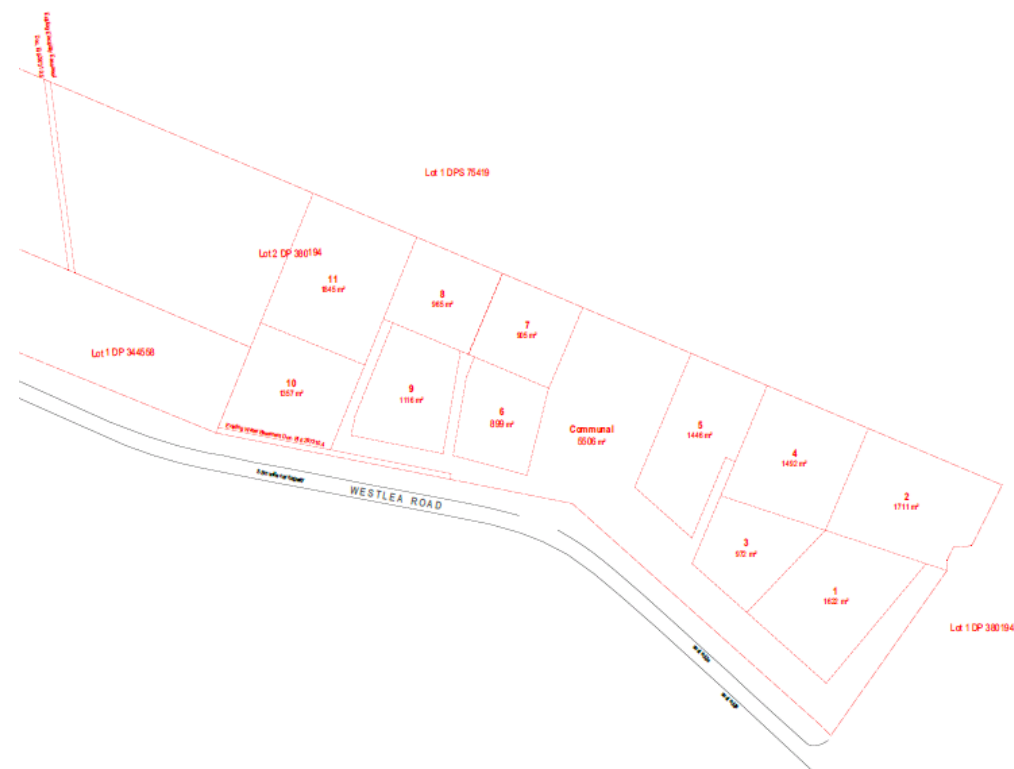 Lot 1 DPS 75419
Lot 2 DP 380194
11
1845 m²
8
965 m²
7
905 m²
Lot 1 DP 344558
10
1357 m²
9
1116 m²
6
899 m²
Communal
5506 m²
5
1446 m²
4
1492 m²
2
1711 m²
WESTLEA ROAD
3
972 m²
1
1622 m²
Lot 1 DP 380194